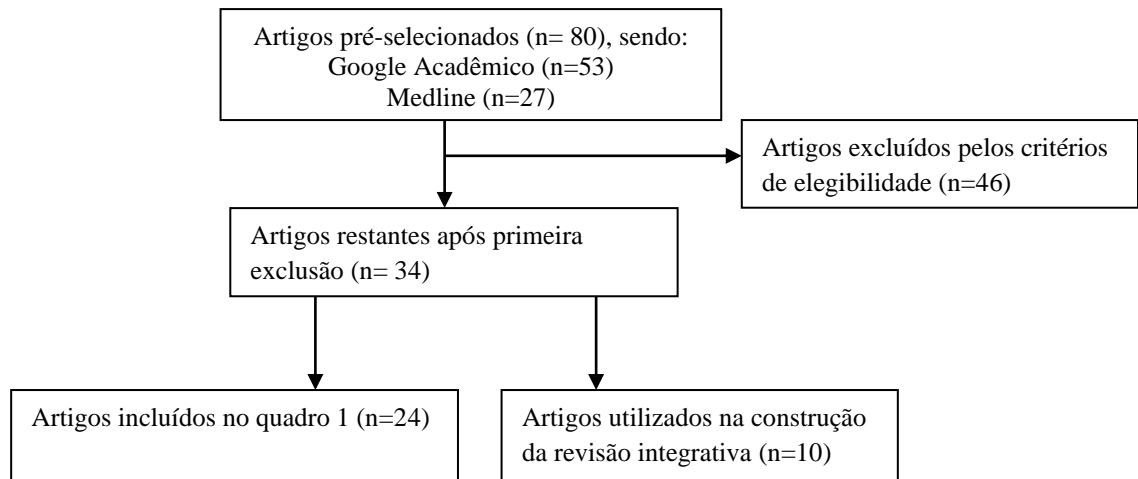 Artigos pré-selecionados (n= 80), sendo:
Google Acadêmico (n=53)
Medline (n=27)
Artigos excluídos pelos critérios
de elegibilidade (n=46)
Artigos restantes após primeira
exclusão (n= 34)
Artigos incluídos no quadro 1 (n=24)
Artigos utilizados na construção
da revisão integrativa (n=10)